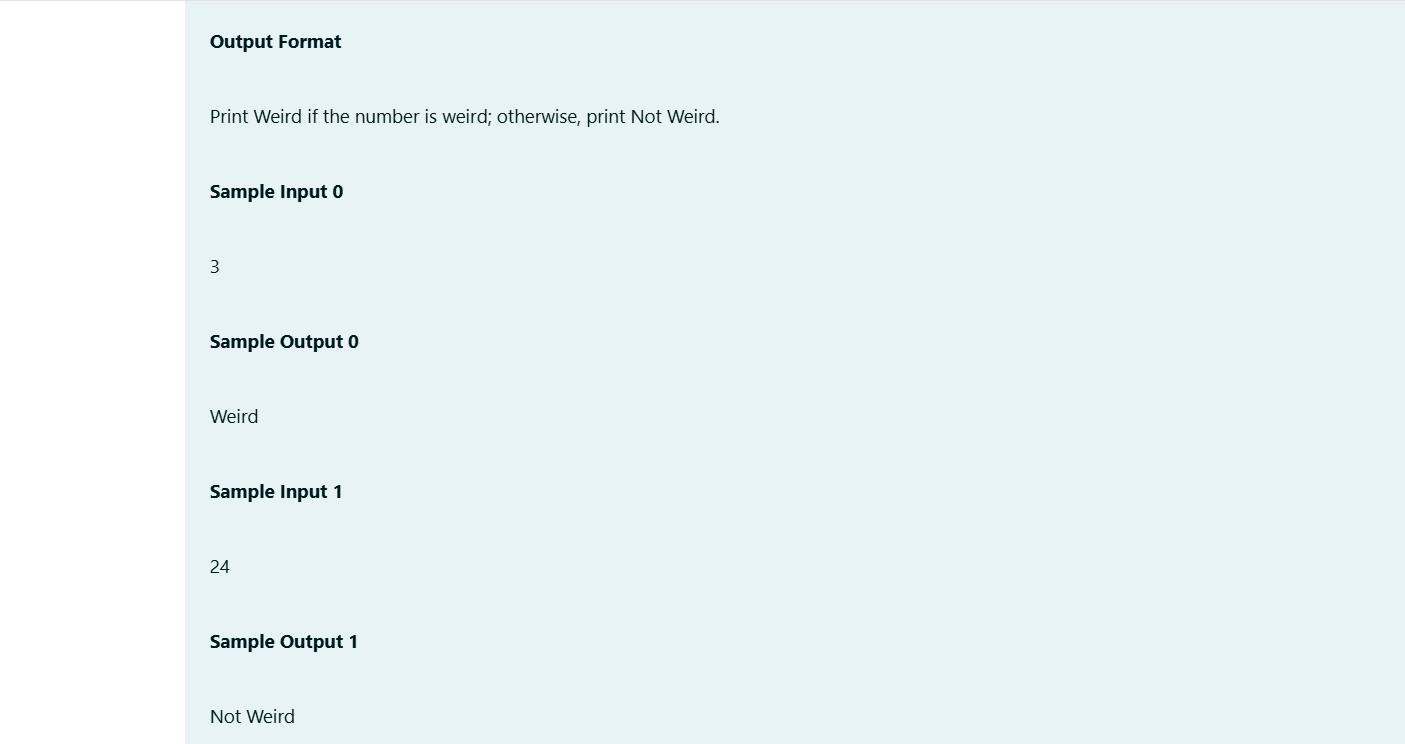 Output Format
Print Weird if the number is weird; otherwise, print Not Weird.
Sample Input 0
3
Sample Output 0
Weird
Sample Input 1
24
Sample Output 1
Not Weird